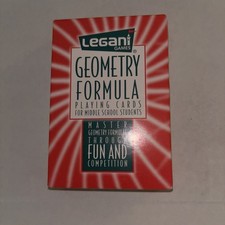 LEGANI
GAMES
GEOMETRY
FORMULA
PLAYING CARDS
FOR MIDDLE SCHOOL STUDENTS
MASTER
GEOMETRY FORMULAS
THROUGH
FUN AND
COMPETITION